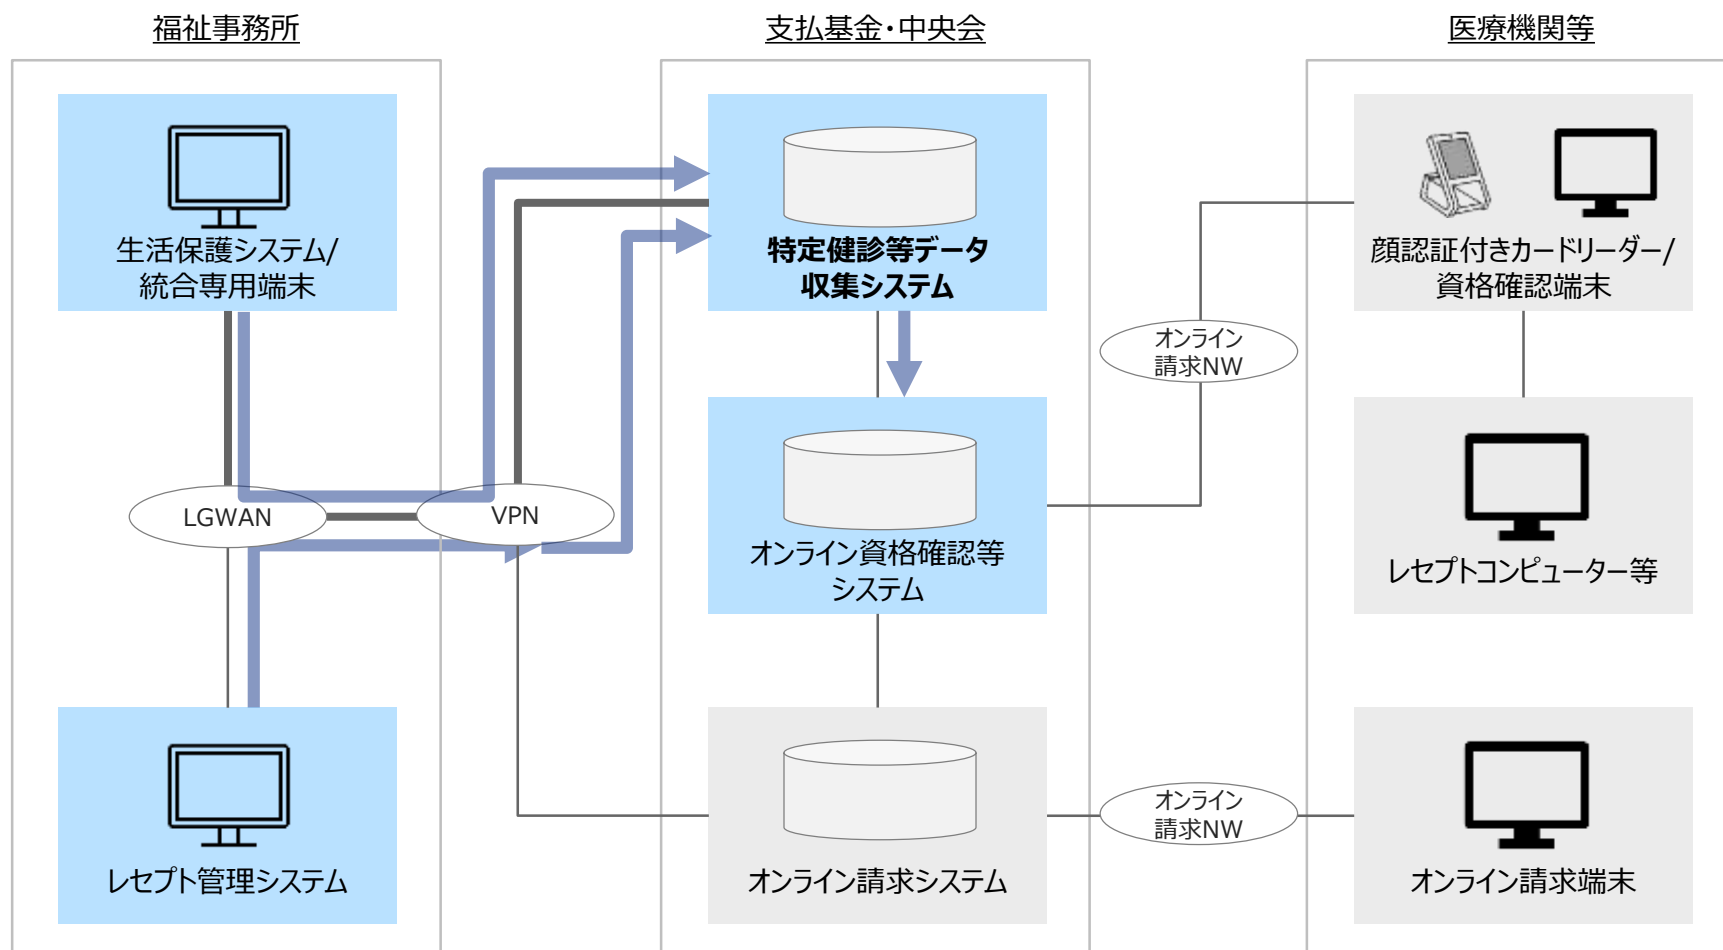 福祉事務所
支払基金・中央会
医療機関等
生活保護システム/
統合専用端末
特定健診等データ
収集システム
顔認証付きカードリーダー/
資格確認端末
オンライン
請求NW
LGWAN
VPN
オンライン資格確認等
システム
レセプトコンピューター等
レセプト管理システム
オンライン請求システム
オンライン
請求NW
オンライン請求端末